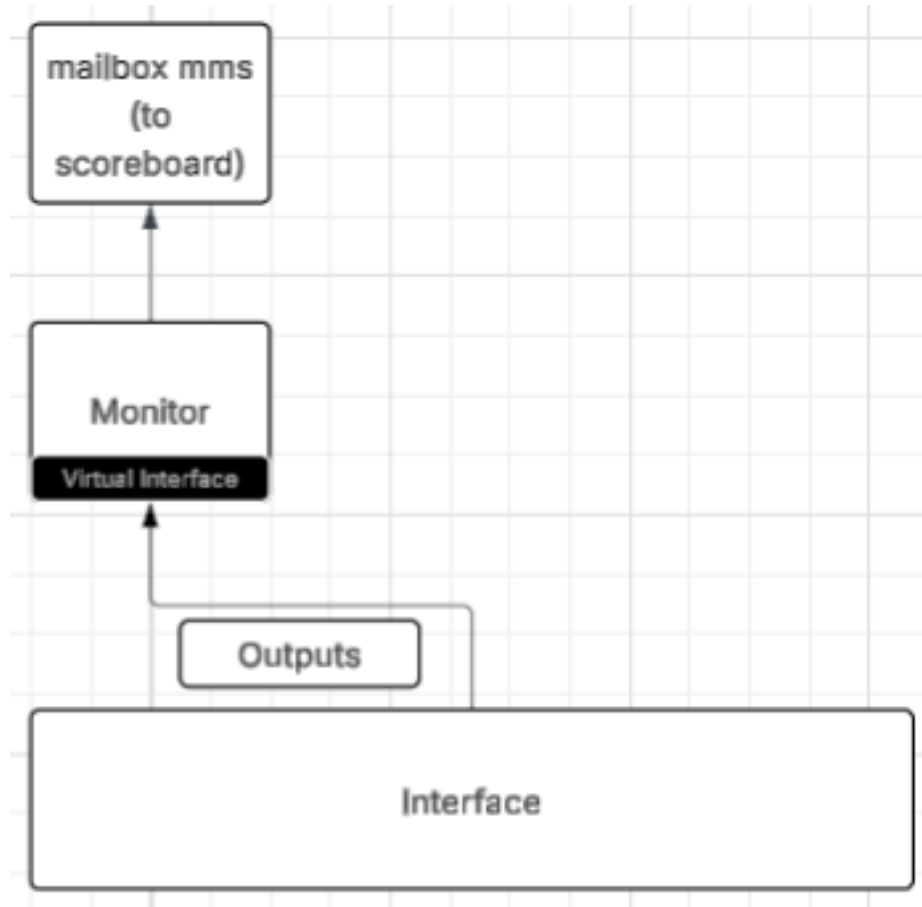 mailbox mms
(to
scoreboard)
Monitor
Virtual Interface
Outputs
Interface